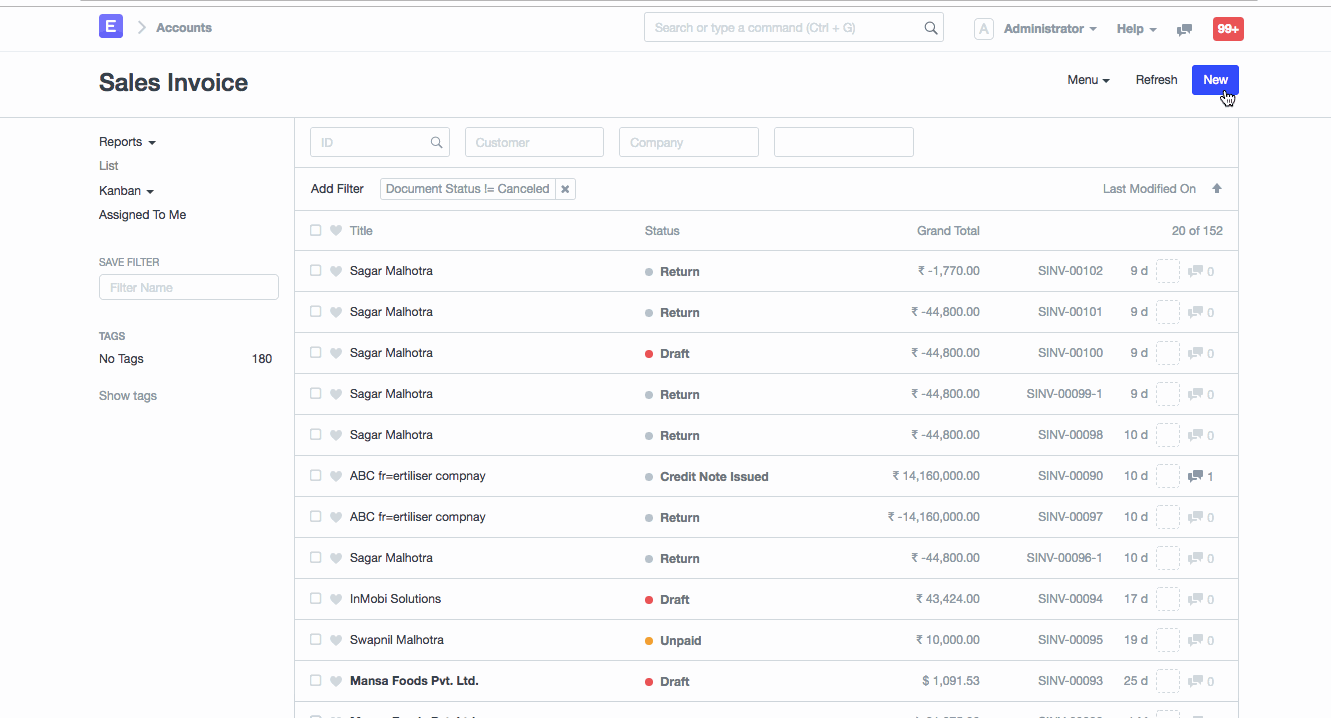 E Accounts Search or type a command (Ctrl + G) A Administrator Help 99+
Sales Invoice Menu Refresh New
Reports ID Customer Company
List
Kanban Add Filter Document Status != Canceled × Last Modified On
Assigned To Me
Title Status Grand Total 20 of 152
SAVE FILTER
Filter Name
TAGS
No Tags 180
Show tags
Sagar Malhotra Return ₹ -1,770.00 SINV-00102 9 d 0
Sagar Malhotra Return ₹ -44,800.00 SINV-00101 9 d 0
Sagar Malhotra Draft ₹ -44,800.00 SINV-00100 9 d 0
Sagar Malhotra Return ₹ -44,800.00 SINV-00099-1 9 d 0
Sagar Malhotra Return ₹ -44,800.00 SINV-00098 10 d 0
ABC fr=ertiliser compnay Credit Note Issued ₹ 14,160,000.00 SINV-00090 10 d 1
ABC fr=ertiliser compnay Return ₹ -14,160,000.00 SINV-00097 10 d 0
Sagar Malhotra Return ₹ -44,800.00 SINV-00096-1 10 d 0
InMobi Solutions Draft ₹ 43,424.00 SINV-00094 17 d 0
Swapnil Malhotra Unpaid ₹ 10,000.00 SINV-00095 19 d 0
Mansa Foods Pvt. Ltd. Draft $ 1,091.53 SINV-00093 25 d 0